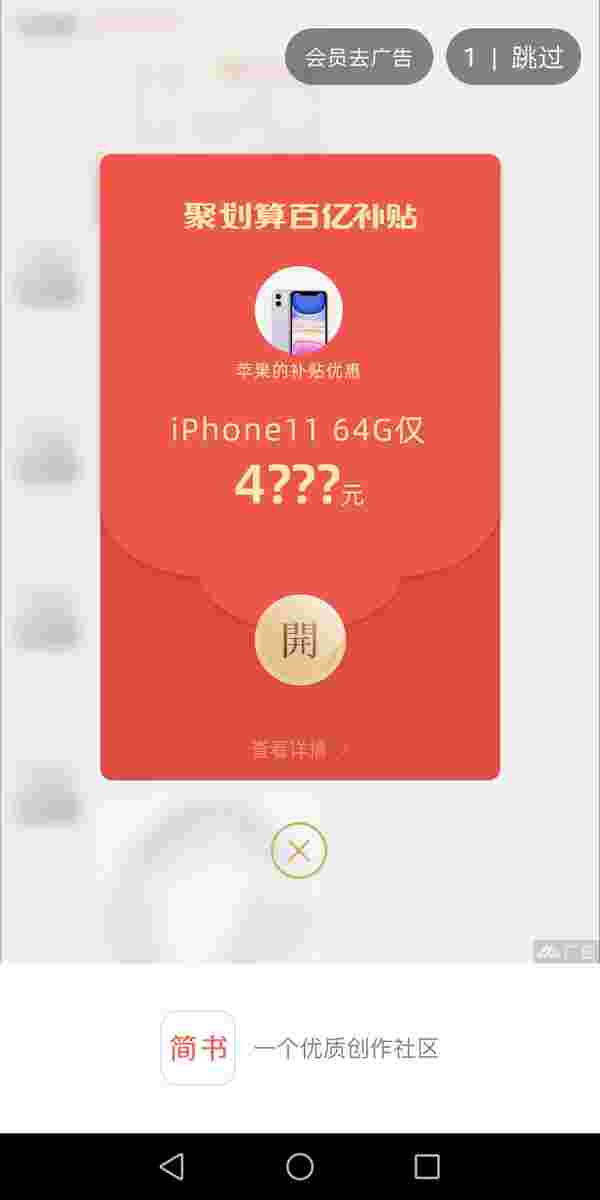 会员去广告
1 | 跳过
聚划算百亿补贴
苹果的补贴优惠
iPhone11 64G仅
4???元
開
查看详情 >
广告
简书
一个优质创作社区